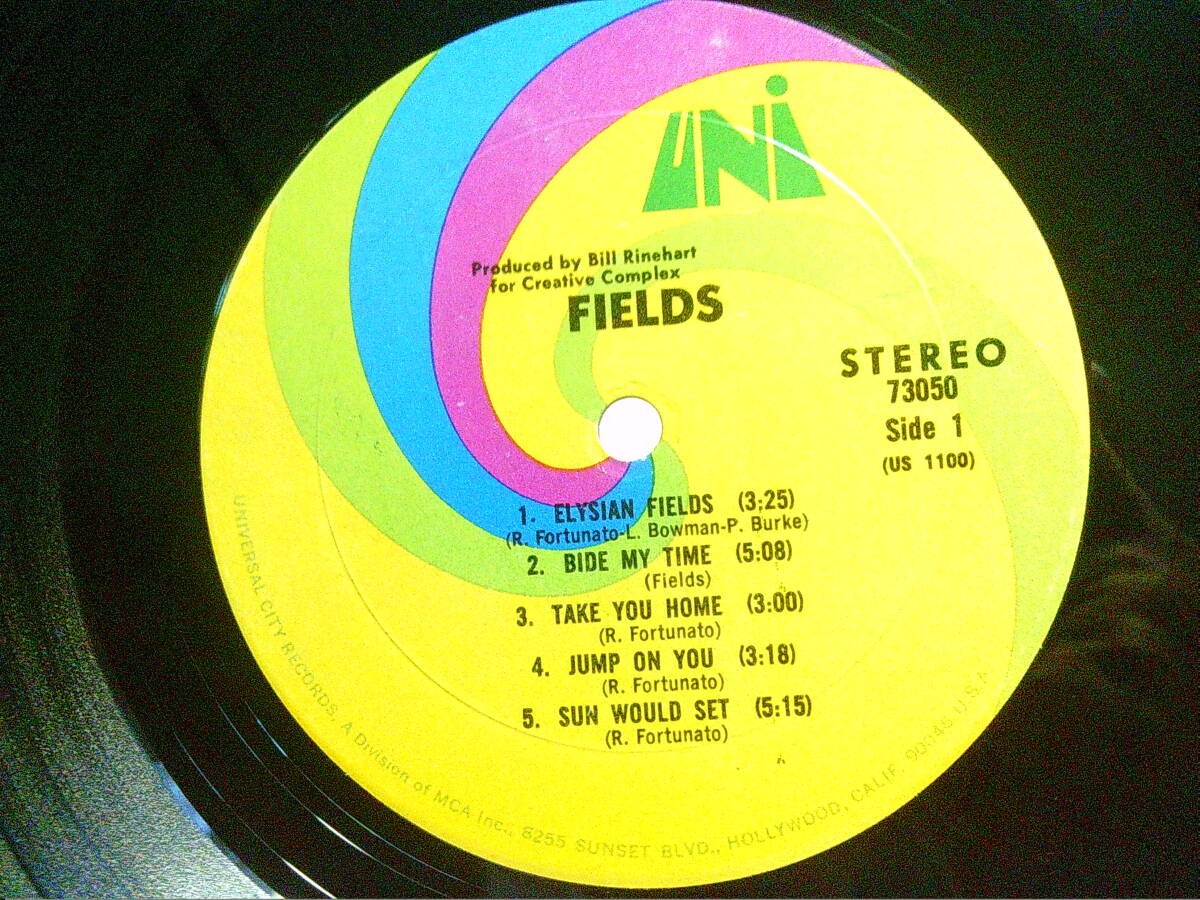 UNi
Produced by Bill Rinehart
for Creative Complex
FIELDS
STEREO
73050
Side 1
(US 1100)
1. ELYSIAN FIELDS (3:25)
(R. Fortunato-L. Bowman-P. Burke)
2. BIDE MY TIME (5:08)
(Fields)
3. TAKE YOU HOME (3:00)
(R. Fortunato)
4. JUMP ON YOU (3:18)
(R. Fortunato)
5. SUN WOULD SET (5:15)
(R. Fortunato)
UNIVERSAL CITY RECORDS, A Division of MCA Inc., 8255 SUNSET BLVD., HOLLYWOOD, CALIF. U.S.A